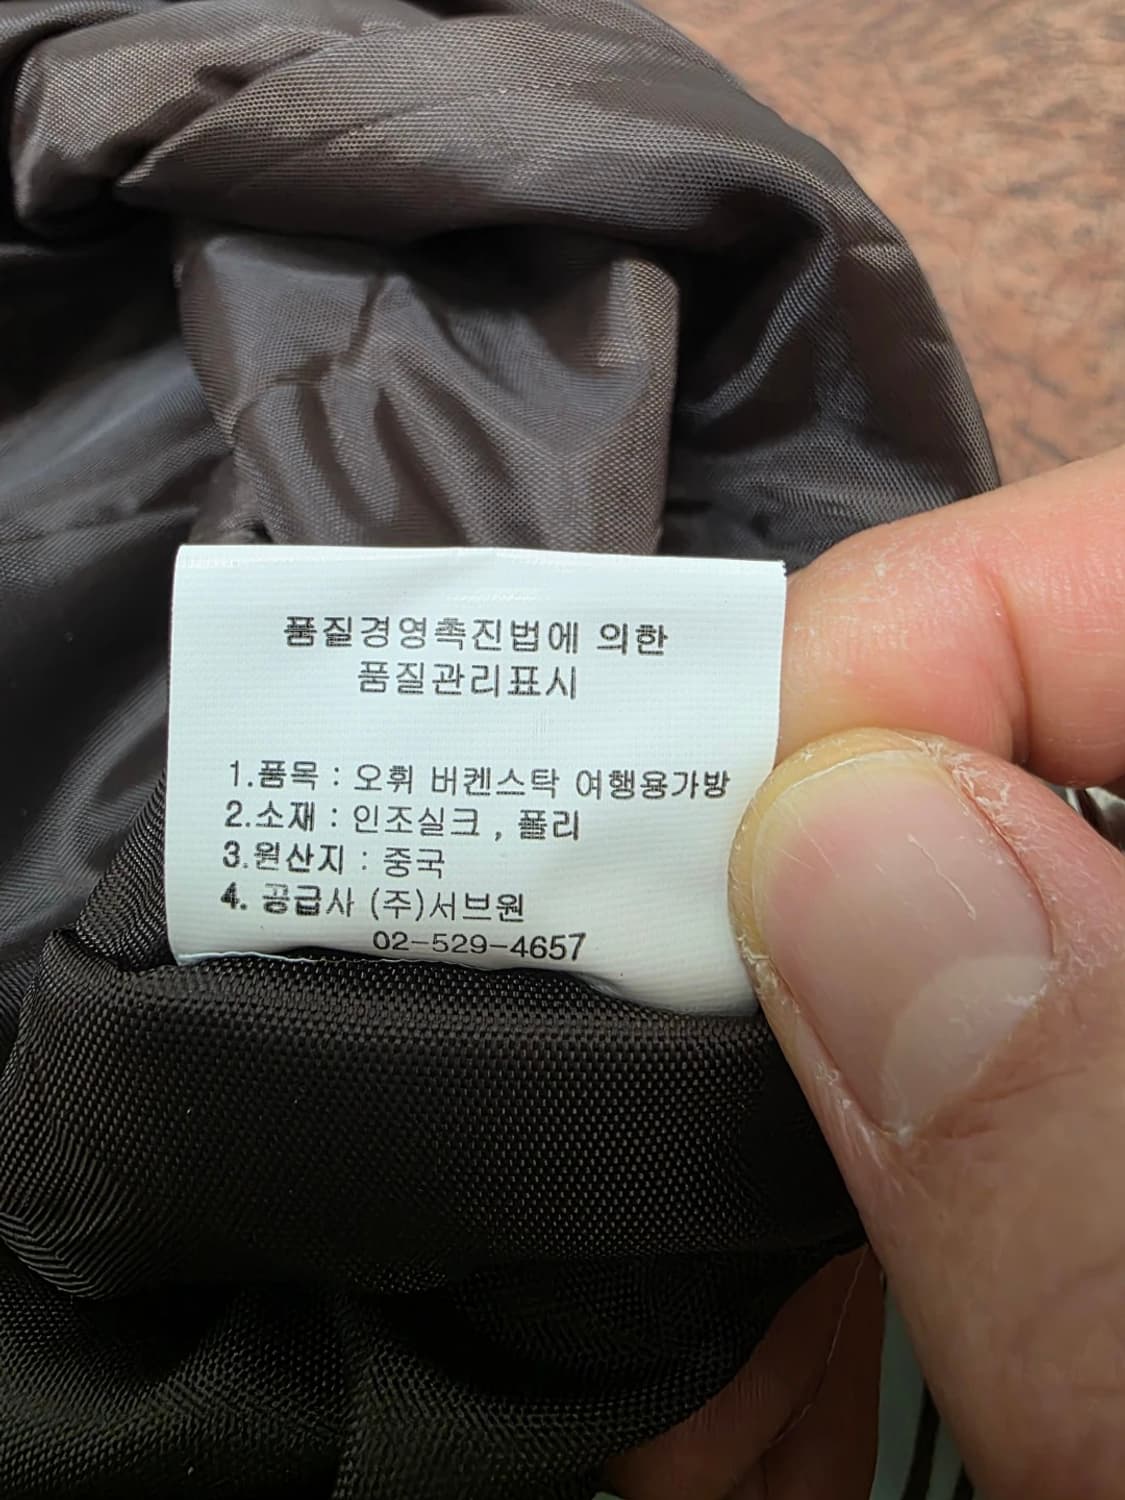 품질경영촉진법에 의한
품질관리표시
1.품목 : 오휘 버켄스탁 여행용가방
2.소재 : 인조실크 , 폴리
3.원산지 : 중국
4. 공급사 (주)서브원
02-529-4657